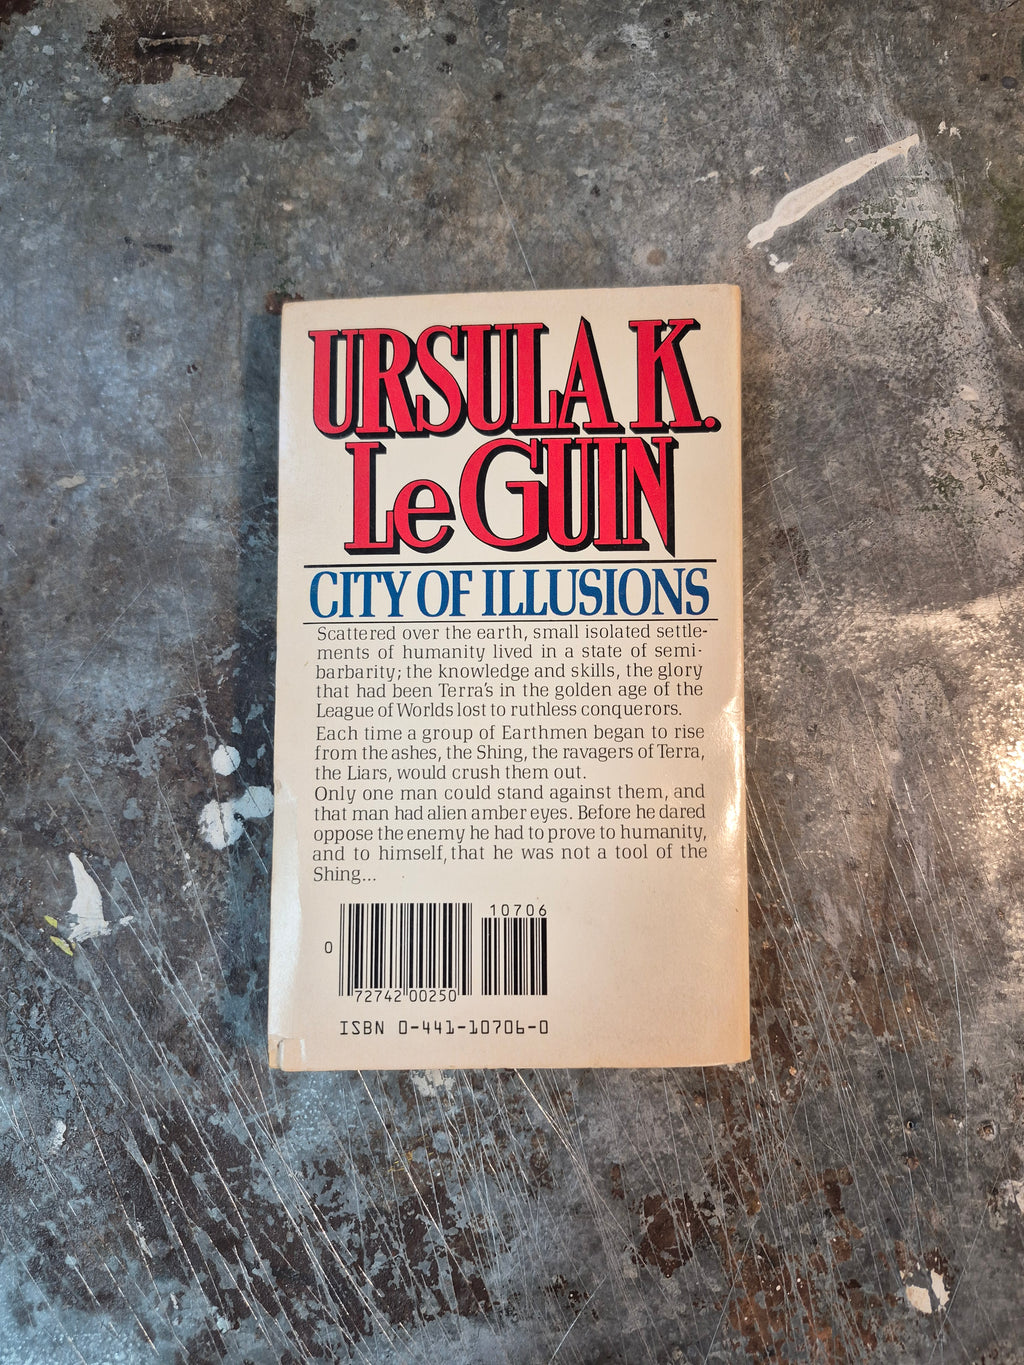 URSULA K.
Le GUIN
CITY OF ILLUSIONS
Scattered over the earth, small isolated settle-
ments of humanity lived in a state of semi-
barbarity; the knowledge and skills, the glory
that had been Terra's in the golden age of the
League of Worlds lost to ruthless conquerors.
Each time a group of Earthmen began to rise
from the ashes, the Shing, the ravagers of Terra,
the Liars, would crush them out.
Only one man could stand against them, and
that man had alien amber eyes. Before he dared
oppose the enemy he had to prove to humanity,
and to himself, that he was not a tool of the
Shing...
10706
0
72742 00250
ISBN 0-441-10706-0